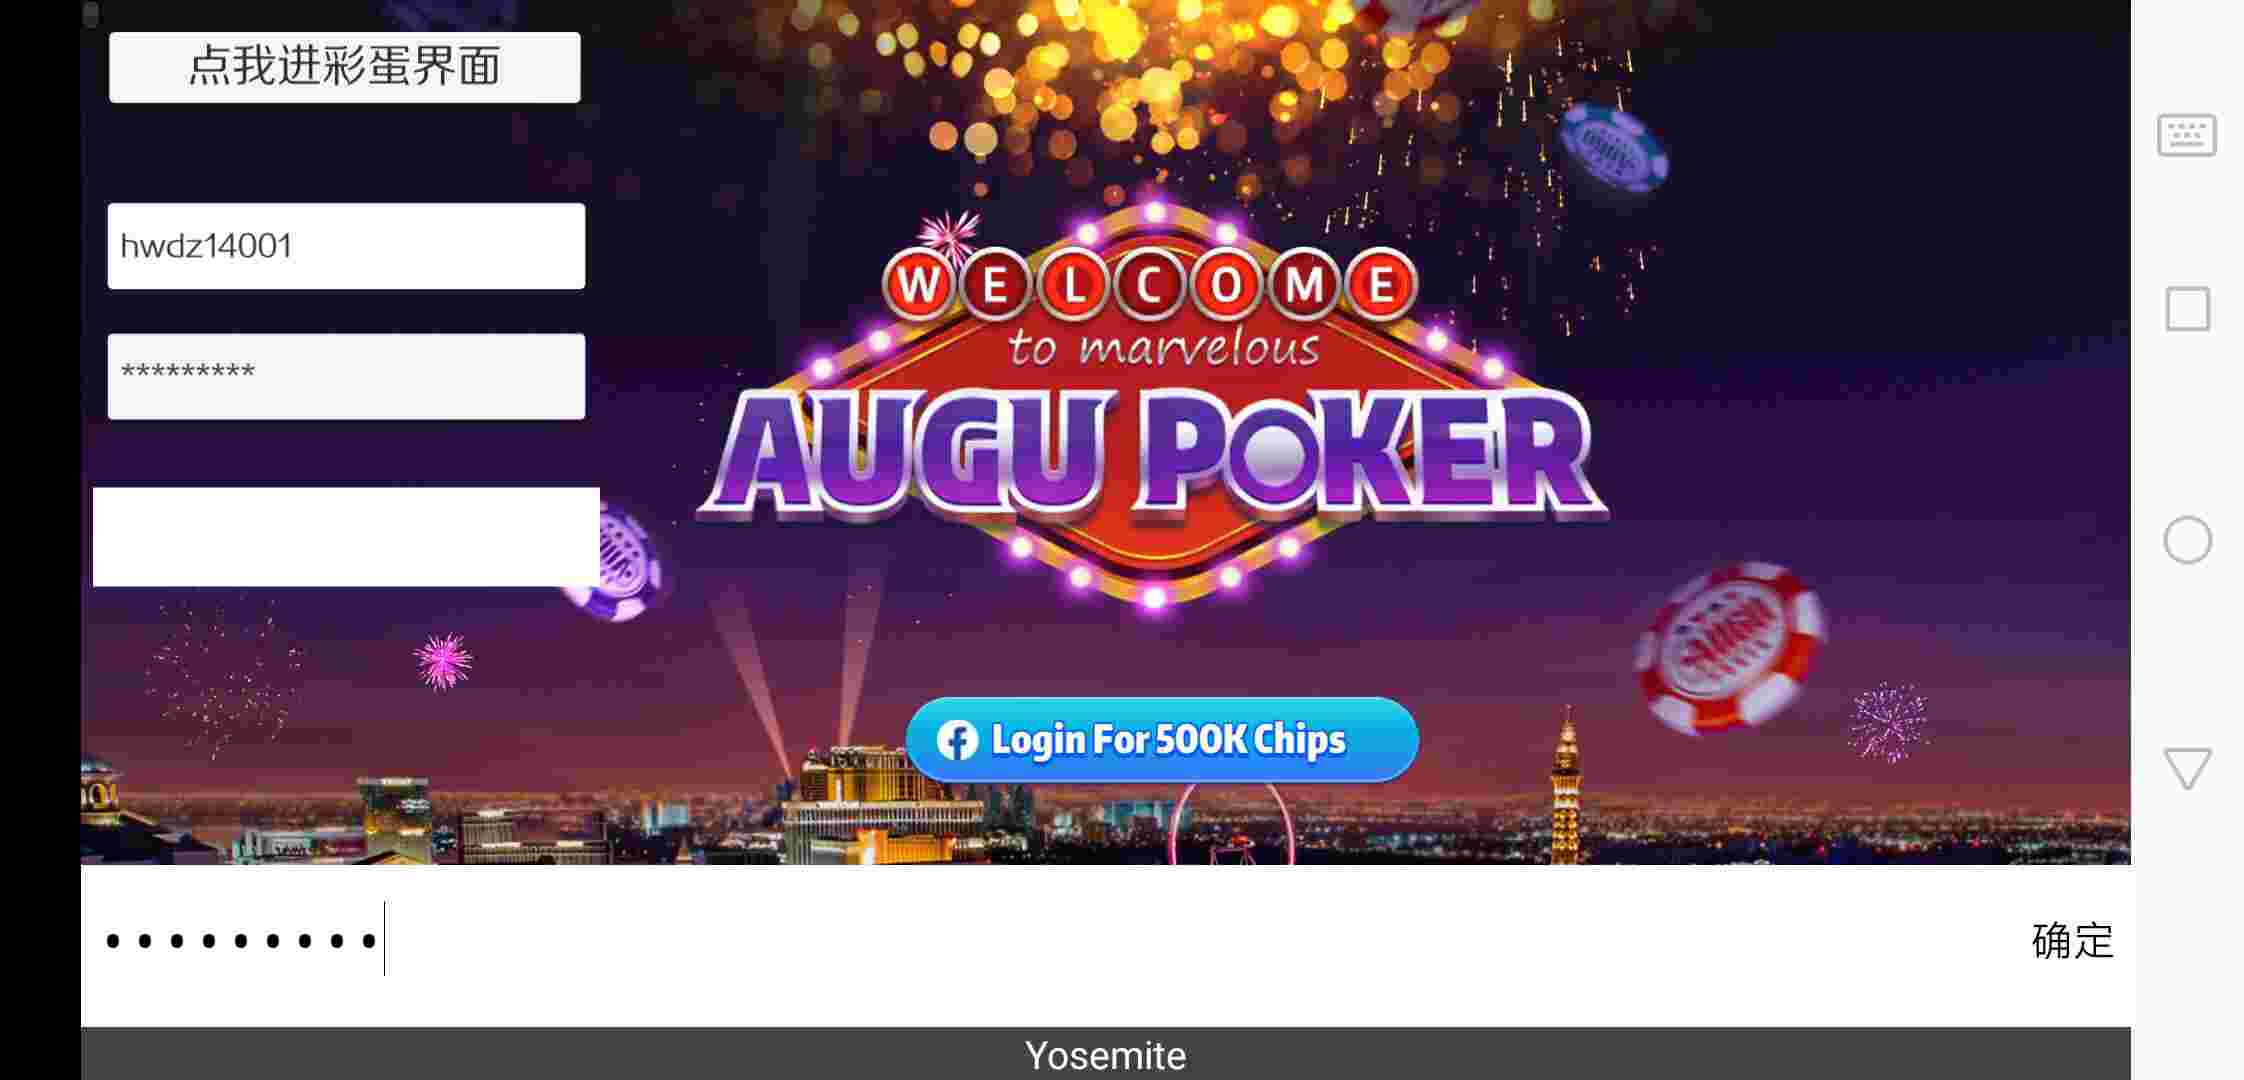 点我进彩蛋界面
hwdz14001
*********
WELCOME
to marvelous
AUGU POKER
Login For 500K Chips
•••••••••
确定
Yosemite